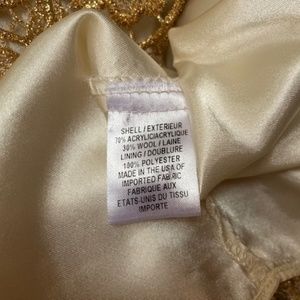 SHELL / EXTERIEUR
70% ACRYLIC/ACRYLIQUE
30% WOOL / LAINE
LINING / DOUBLURE
100% POLYESTER
MADE IN THE USA OF
IMPORTED FABRIC
FABRIQUE AUX
ETATS-UNIS DU TISSU
IMPORTE